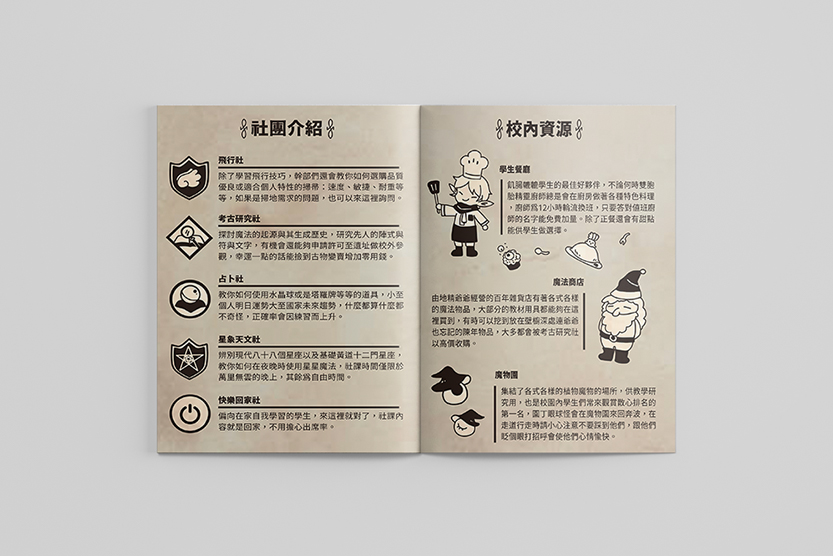 社團介紹
飛行社
除了學習飛行技巧，幹部們還會教你如何選購品質
優良或適合個人特性的掃帚；速度、敏捷、耐重等
等，如果是掃地需求的問題，也可以來這裡詢問。
考古研究社
探討魔法的起源與其生成歷史，研究先人的陣式與
符與文字，有機會還能夠申請許可至遺址做校外參
觀，幸運一點的話能撿到古物變賣增加零用錢。
占卜社
教你如何使用水晶球或是塔羅牌等等的道具，小至
個人明日運勢大至國家未來趨勢，什麼都算什麼都
不奇怪，正確率會因練習而上升。
星象天文社
辨別現代八十八個星座以及基礎黃道十二門星座，
教你如何在夜晚時使用星星魔法，社課時間僅限於
萬里無雲的晚上，其餘為自由時間。
快樂回家社
偏向在家自我學習的學生，來這裡就對了，社課內
容就是回家，不用擔心出席率。
校內資源
學生餐廳
飢腸轆轆學生的最佳好夥伴，不論何時雙胞
胎精靈廚師總是會在廚房做著各種特色料理
，廚師為12小時輪流換班，只要答對值班廚
師的名字能免費加量。除了正餐還會有甜點
能供學生做選擇。
魔法商店
由地精爺爺經營的百年雜貨店有著各式各樣
的魔法物品，大部分的教材用具都能夠在這
裡買到，有時可以挖到放在壁櫥深處連爺爺
也忘記的陳年物品，大多都會被考古研究社
以高價收購。
魔物園
集結了各式各樣的植物魔物的場所，供教學研
究用，也是校園內學生們常來觀賞散心排名的
第一名，園丁眼球怪會在魔物園來回奔波，在
走道行走時請小心注意不要踩到他們，跟他們
眨個眼打招呼會使他們心情愉快。